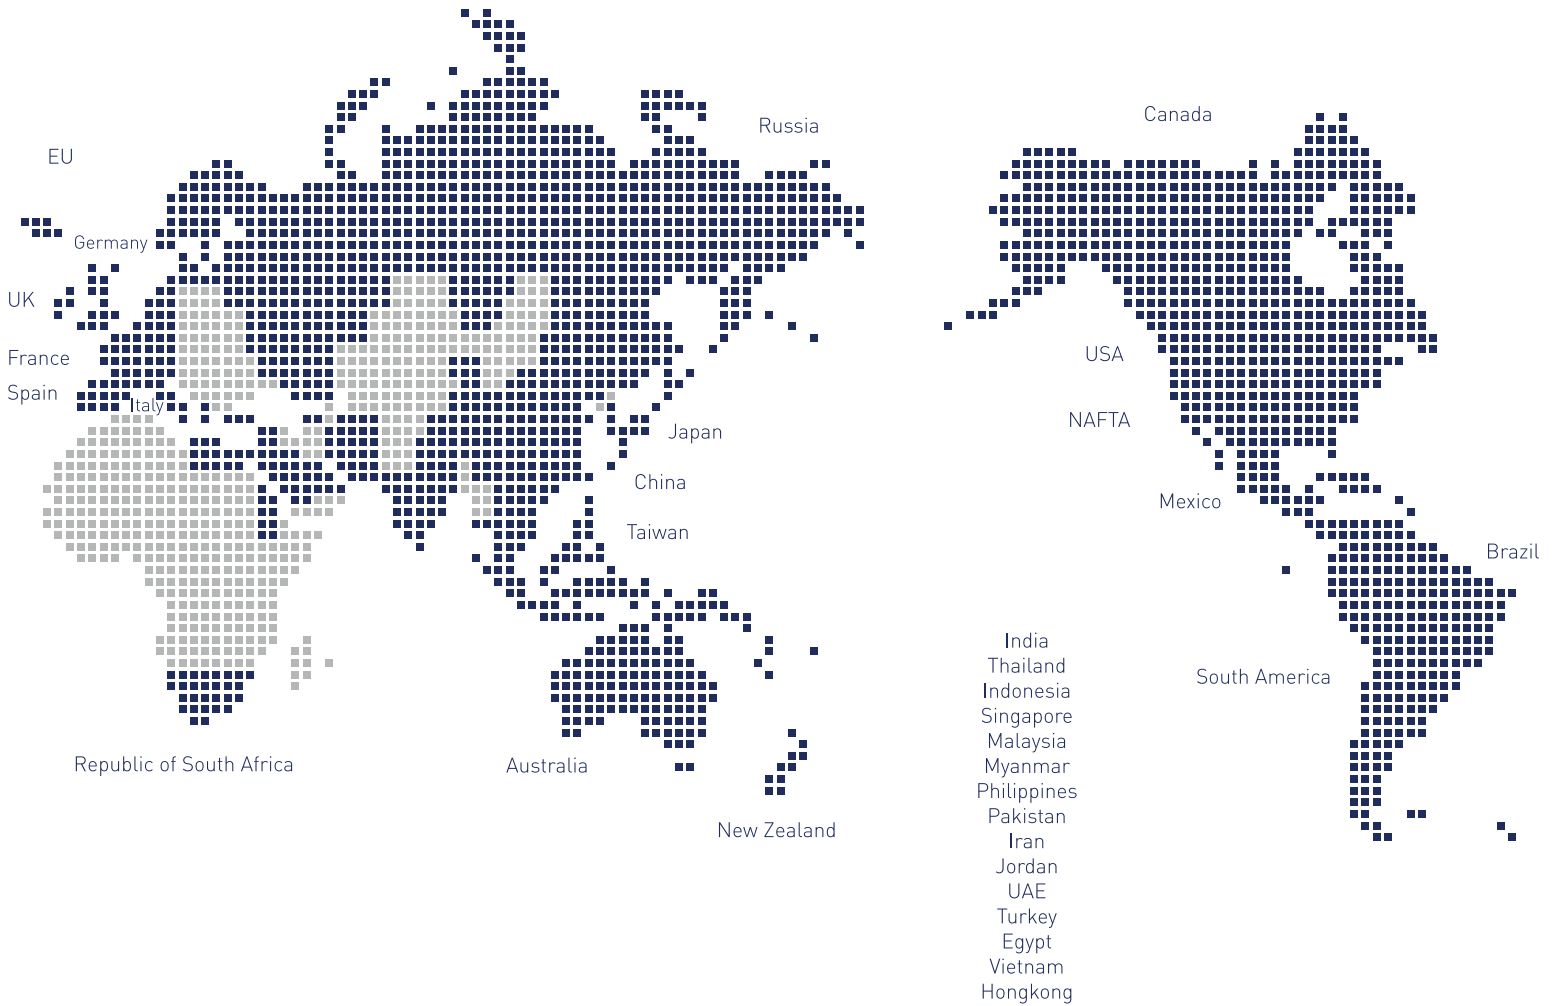 Canada
Russia
EU
Germany
UK
USA
France
Spain
Italy
NAFTA
Japan
China
Mexico
Taiwan
Brazil
South America
Republic of South Africa
Australia
New Zealand
India
Thailand
Indonesia
Singapore
Malaysia
Myanmar
Philippines
Pakistan
Iran
Jordan
UAE
Turkey
Egypt
Vietnam
Hongkong